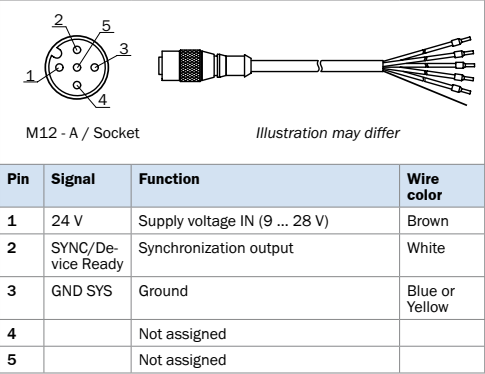 2
5
3
1
4
M12 - A / Socket
Illustration may differ
Pin Signal Function Wire
color
1 24 V Supply voltage IN (9 ... 28 V) Brown
2 SYNC/De-
vice Ready Synchronization output White
3 GND SYS Ground Blue or
Yellow
4 Not assigned
5 Not assigned